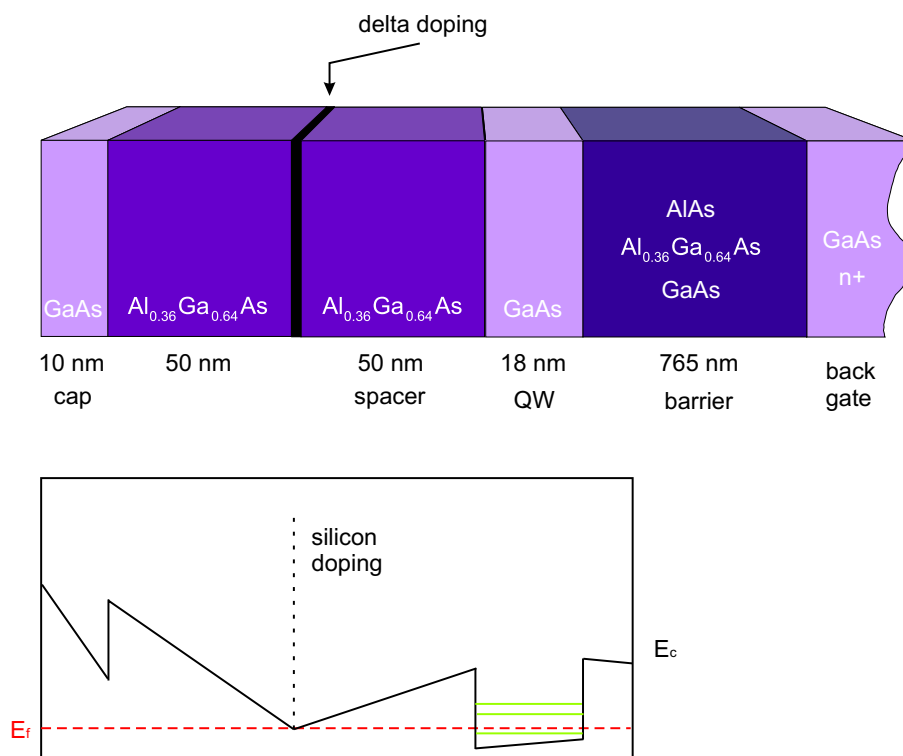 delta doping
AlAs
Al0.36Ga0.64As
GaAs
GaAs
n+
GaAs
Al0.36Ga0.64As
Al0.36Ga0.64As
GaAs
10 nm
cap
50 nm
50 nm
spacer
18 nm
QW
765 nm
barrier
back
gate
silicon
doping
Ec
Ef